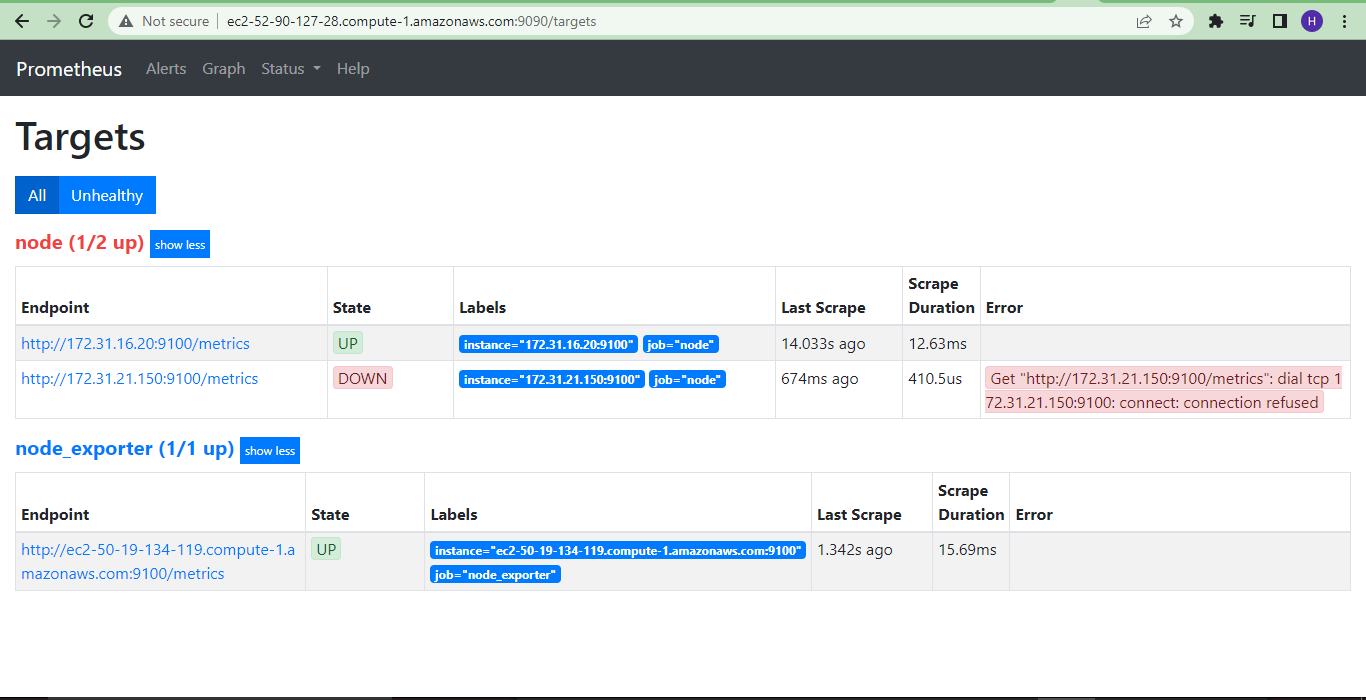 Not secure ec2-52-90-127-28.compute-1.amazonaws.com:9090/targets H
Prometheus Alerts Graph Status Help
Targets
All Unhealthy
node (1/2 up) show less
Endpoint State Labels Last Scrape Scrape Duration Error
http://172.31.16.20:9100/metrics UP instance="172.31.16.20:9100" job="node" 14.033s ago 12.63ms
http://172.31.21.150:9100/metrics DOWN instance="172.31.21.150:9100" job="node" 674ms ago 410.5us Get "http://172.31.21.150:9100/metrics": dial tcp 1
72.31.21.150:9100: connect: connection refused
node_exporter (1/1 up) show less
Endpoint State Labels Last Scrape Scrape Duration Error
http://ec2-50-19-134-119.compute-1.a UP instance="ec2-50-19-134-119.compute-1.amazonaws.com:9100" 1.342s ago 15.69ms
mazonaws.com:9100/metrics job="node_exporter"